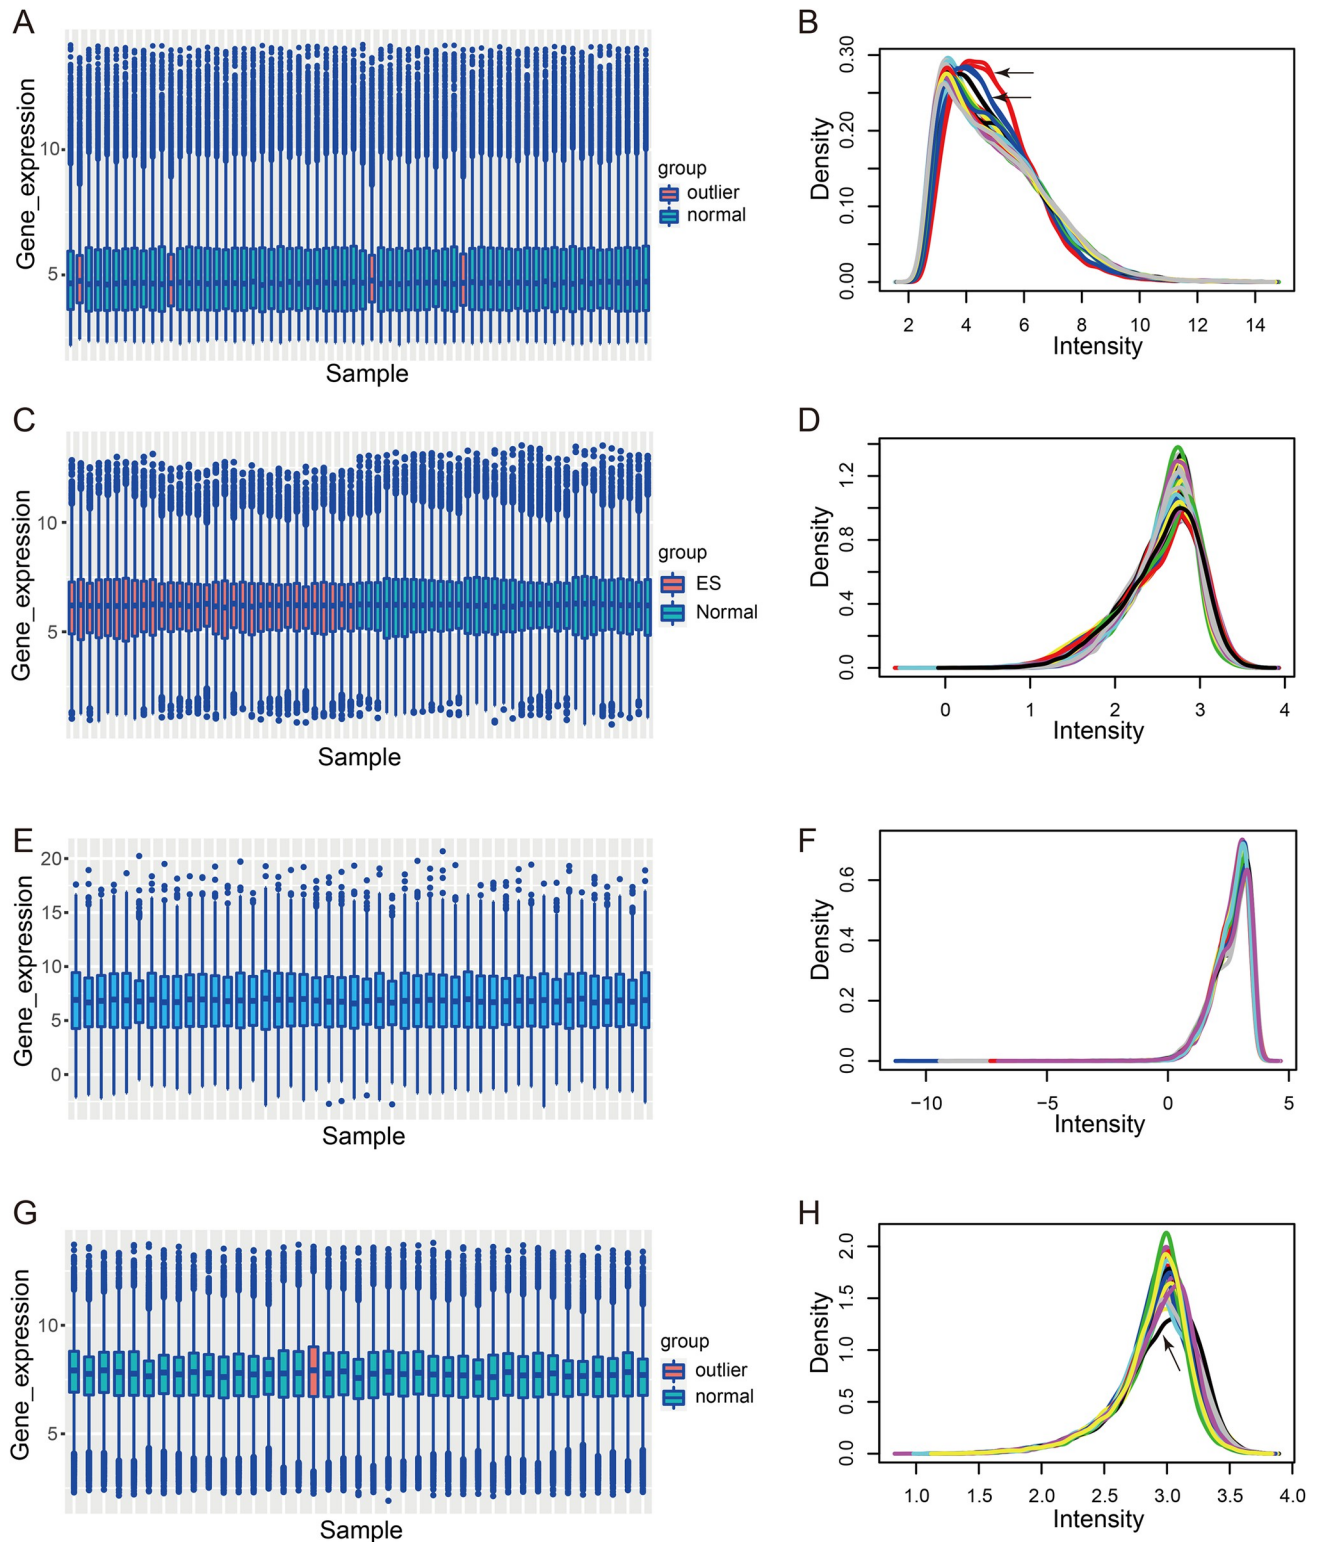 A
Gene_expression
10
5
Sample
group
outlier
normal
B
Density
0.30
0.20
0.10
0.00
2 4 6 8 10 12 14
Intensity
C
Gene_expression
10
5
Sample
group
ES
Normal
D
Density
1.2
0.8
0.4
0.0
0 1 2 3 4
Intensity
E
Gene_expression
20
15
10
5
0
Sample
F
Density
0.6
0.4
0.2
0.0
−10 −5 0 5
Intensity
G
Gene_expression
10
5
Sample
group
outlier
normal
H
Density
2.0
1.5
1.0
0.5
0.0
1.0 1.5 2.0 2.5 3.0 3.5 4.0
Intensity